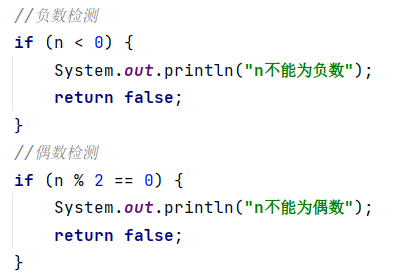 //负数检测
if (n < 0) {
    System.out.println("n不能为负数");
    return false;
}
//偶数检测
if (n % 2 == 0) {
    System.out.println("n不能为偶数");
    return false;
}